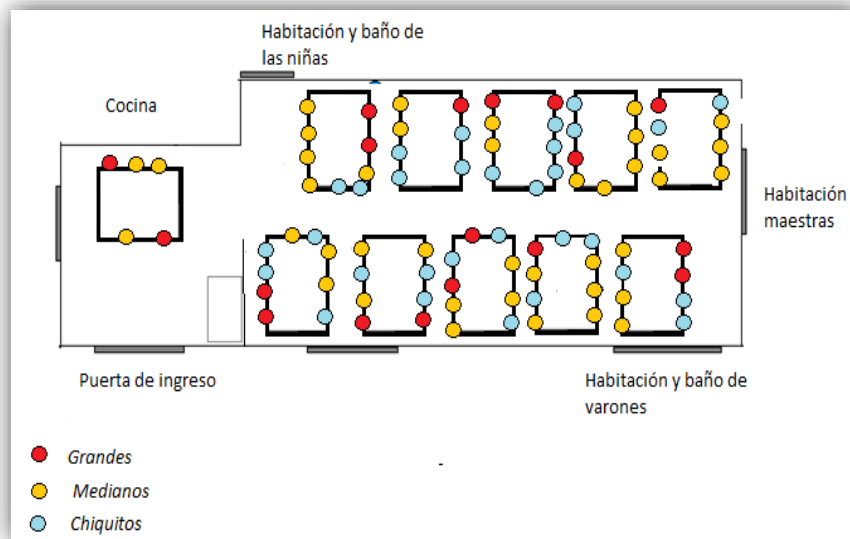 Habitación y baño de
las niñas
Cocina
Habitación
maestras
Puerta de ingreso
Habitación y baño de
varones
Grandes
Medianos
Chiquitos
-